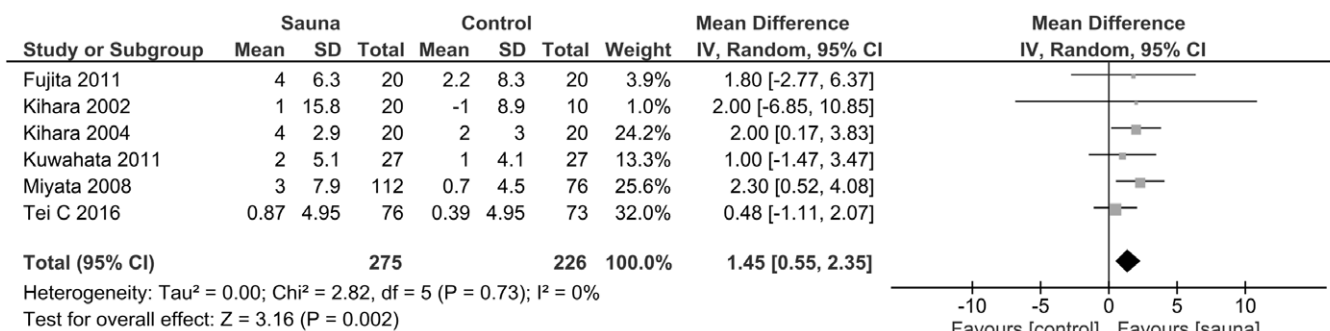 Sauna Control Mean Difference Mean Difference
Study or Subgroup Mean SD Total Mean SD Total Weight IV, Random, 95% CI IV, Random, 95% CI
Fujita 2011 4 6.3 20 2.2 8.3 20 3.9% 1.80 [-2.77, 6.37]
Kihara 2002 1 15.8 20 -1 8.9 10 1.0% 2.00 [-6.85, 10.85]
Kihara 2004 4 2.9 20 2 3 20 24.2% 2.00 [0.17, 3.83]
Kuwahata 2011 2 5.1 27 1 4.1 27 13.3% 1.00 [-1.47, 3.47]
Miyata 2008 3 7.9 112 0.7 4.5 76 25.6% 2.30 [0.52, 4.08]
Tei C 2016 0.87 4.95 76 0.39 4.95 73 32.0% 0.48 [-1.11, 2.07]
Total (95% CI) 275 226 100.0% 1.45 [0.55, 2.35]
Heterogeneity: Tau² = 0.00; Chi² = 2.82, df = 5 (P = 0.73); I² = 0%
Test for overall effect: Z = 3.16 (P = 0.002)
-10 -5 0 5 10
Favours [control] Favours [sauna]